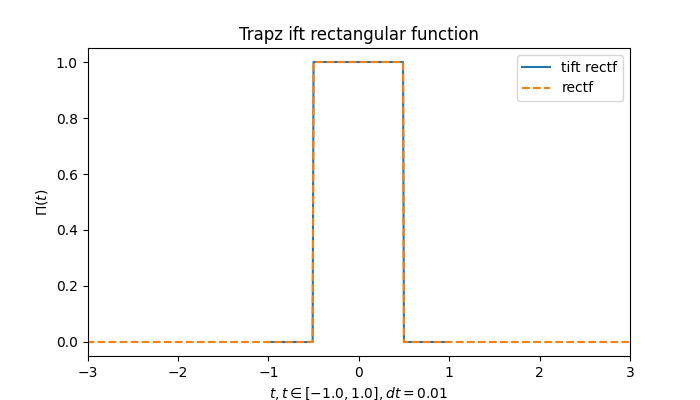 Trapz ift rectangular function
tift rectf
rectf
1.0
0.8
0.6
0.4
0.2
0.0
Π(t)
−3
−2
−1
0
1
2
3
t, t ∈ [−1.0, 1.0], dt = 0.01